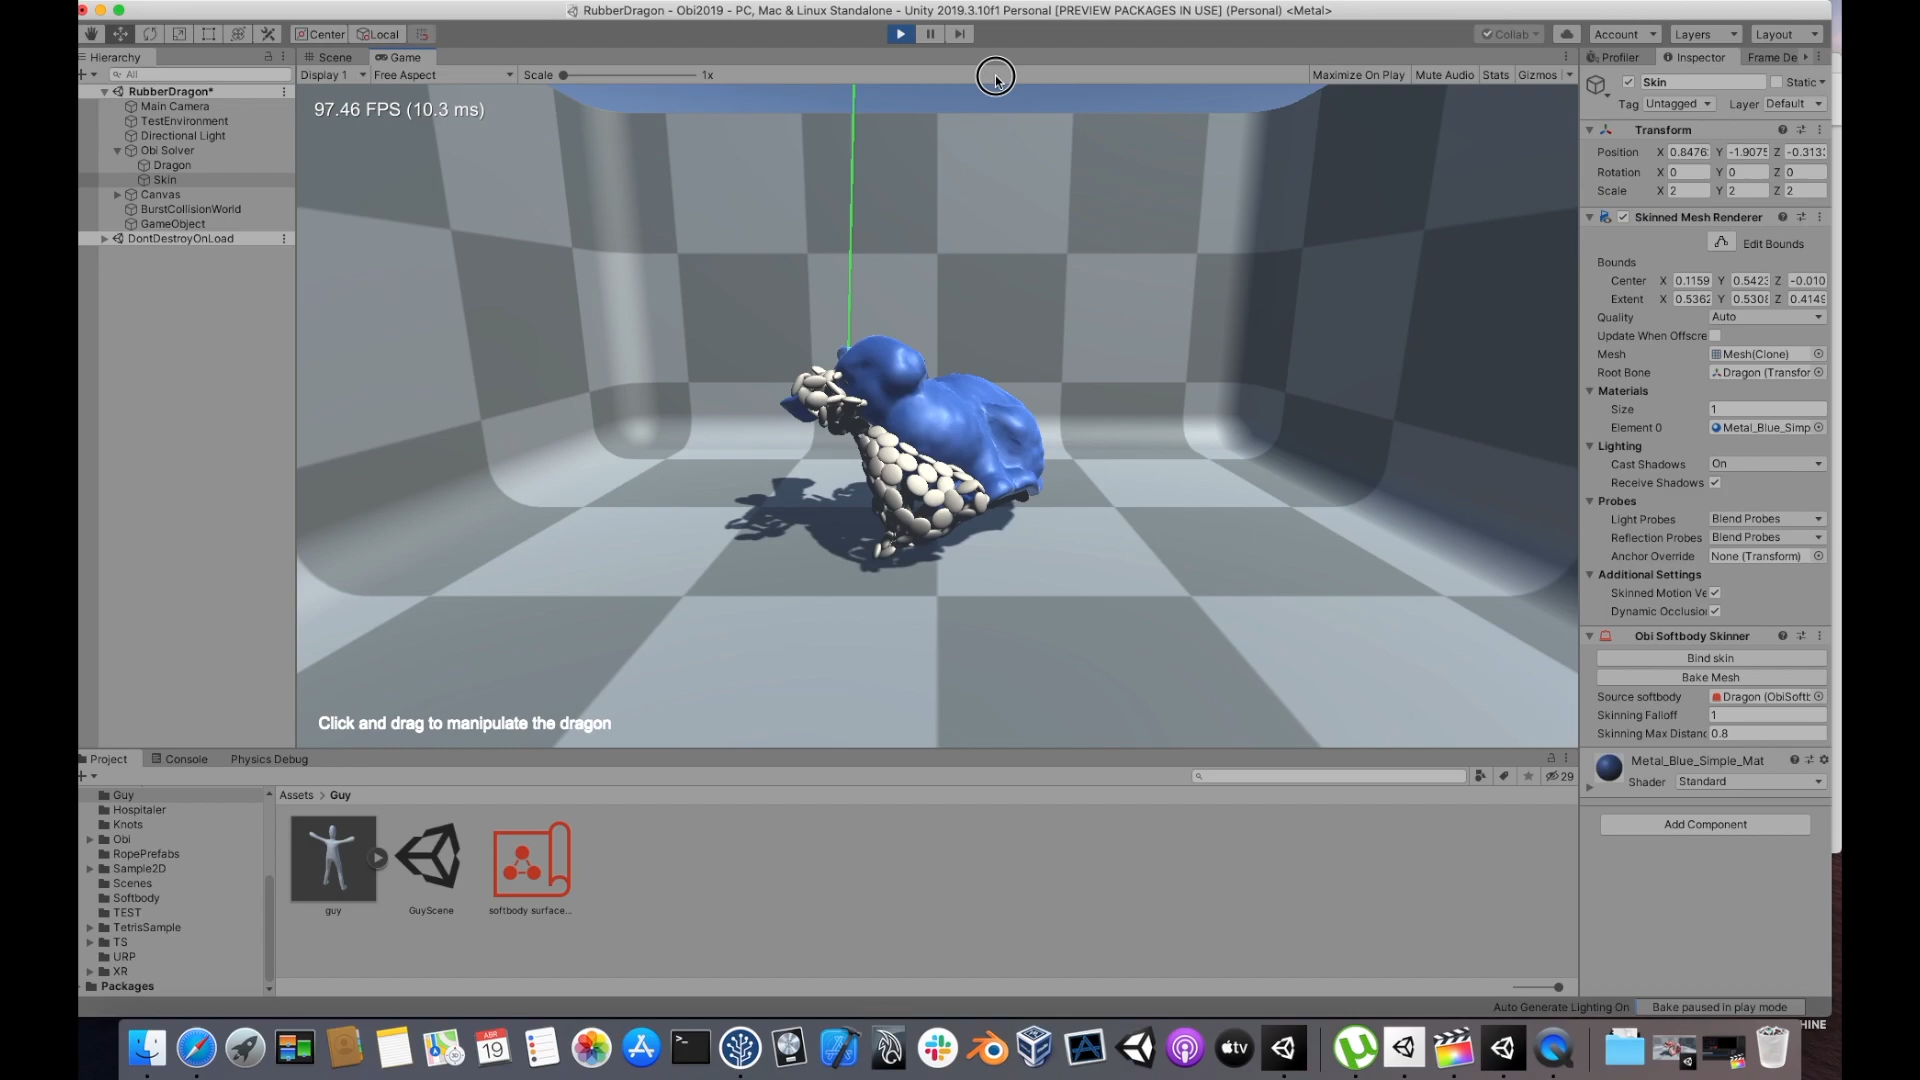 RubberDragon - Obi2019 - PC, Mac & Linux Standalone - Unity 2019.3.10f1 Personal [PREVIEW PACKAGES IN USE] (Personal) <Metal>
Center Local Collab Account Layers Layout
Hierarchy
All
RubberDragon*
Main Camera
TestEnvironment
Directional Light
Obi Solver
Dragon
Skin
Canvas
BurstCollisionWorld
GameObject
DontDestroyOnLoad
Scene Game
Display 1 Free Aspect Scale 1x Maximize On Play Mute Audio Stats Gizmos
97.46 FPS (10.3 ms)
Click and drag to manipulate the dragon
Profiler Inspector Frame De
Skin Static
Tag Untagged Layer Default
Transform
Position X 0.8476 Y -1.9075 Z -0.313
Rotation X 0 Y 0 Z 0
Scale X 2 Y 2 Z 2
Skinned Mesh Renderer
Edit Bounds
Bounds
Center X 0.1159 Y 0.5423 Z -0.010
Extent X 0.5362 Y 0.5308 Z 0.4149
Quality Auto
Update When Offscre
Mesh Mesh(Clone)
Root Bone Dragon (Transfor
Materials
Size 1
Element 0 Metal_Blue_Simp
Lighting
Cast Shadows On
Receive Shadows
Probes
Light Probes Blend Probes
Reflection Probes Blend Probes
Anchor Override None (Transform)
Additional Settings
Skinned Motion Ve
Dynamic Occlusion
Obi Softbody Skinner
Bind skin
Bake Mesh
Source softbody Dragon (ObiSoftb
Skinning Falloff 1
Skinning Max Distanc 0.8
Metal_Blue_Simple_Mat
Shader Standard
Add Component
Project Console Physics Debug
29
Guy
Hospitaler
Knots
Obi
RopePrefabs
Sample2D
Scenes
Softbody
TEST
TetrisSample
TS
URP
XR
Packages
Assets > Guy
guy GuyScene softbody surface...
Auto Generate Lighting On Bake paused in play mode
HINE
ABR
19
tv